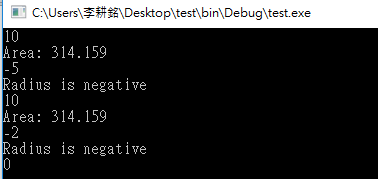 C:\Users\李耕銘\Desktop\test\bin\Debug\test.exe
10
Area: 314.159
-5
Radius is negative
10
Area: 314.159
-2
Radius is negative
0